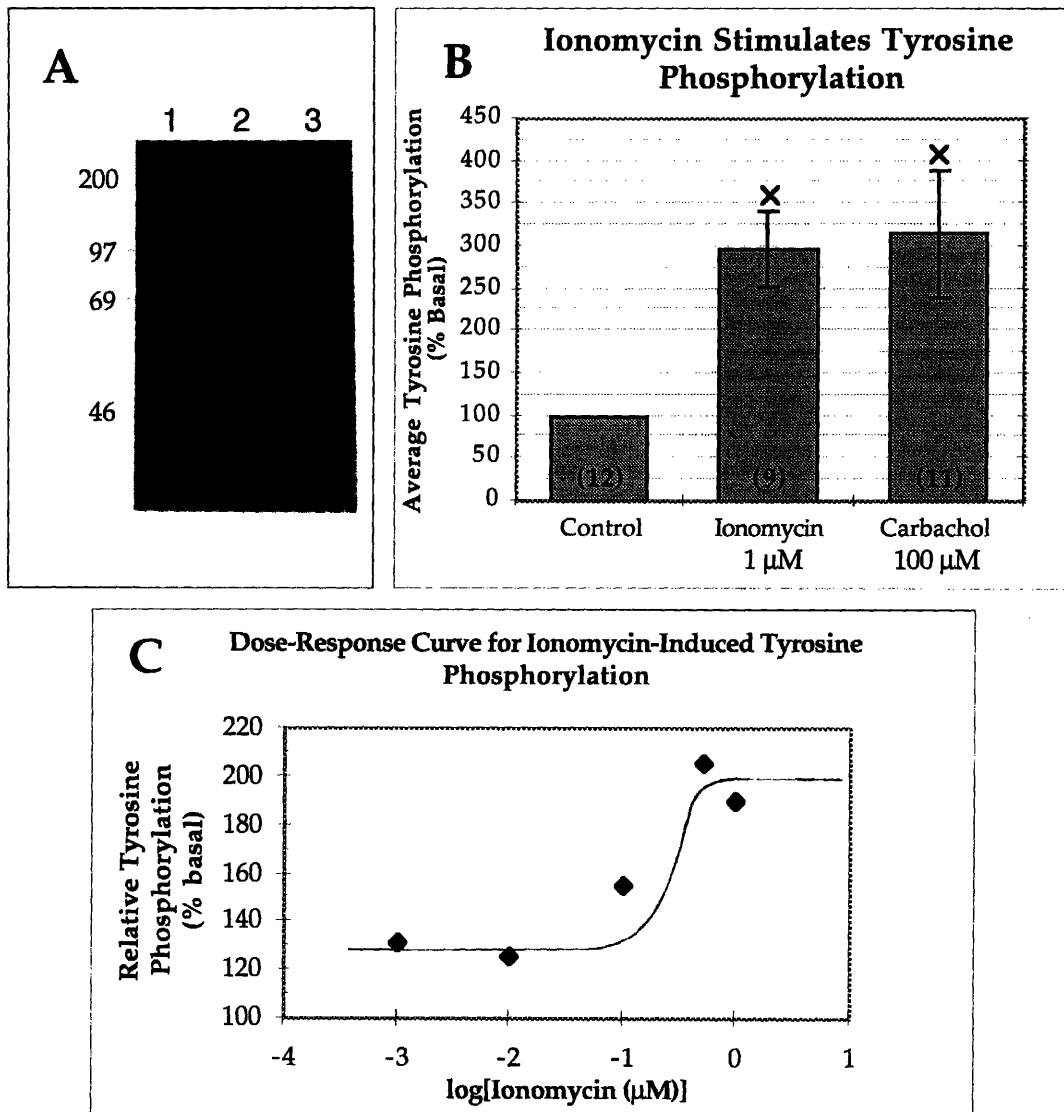 A
1 2 3
200
97
69
46
B
Ionomycin Stimulates Tyrosine
Phosphorylation
Average Tyrosine Phosphorylation
(% Basal)
450
400
350
300
250
200
150
100
50
0
(12)
(9)
(11)
Control
Ionomycin
1 µM
Carbachol
100 µM
C
Dose-Response Curve for Ionomycin-Induced Tyrosine
Phosphorylation
Relative Tyrosine
Phosphorylation
(% basal)
220
200
180
160
140
120
100
-4 -3 -2 -1 0 1
log[Ionomycin (µM)]